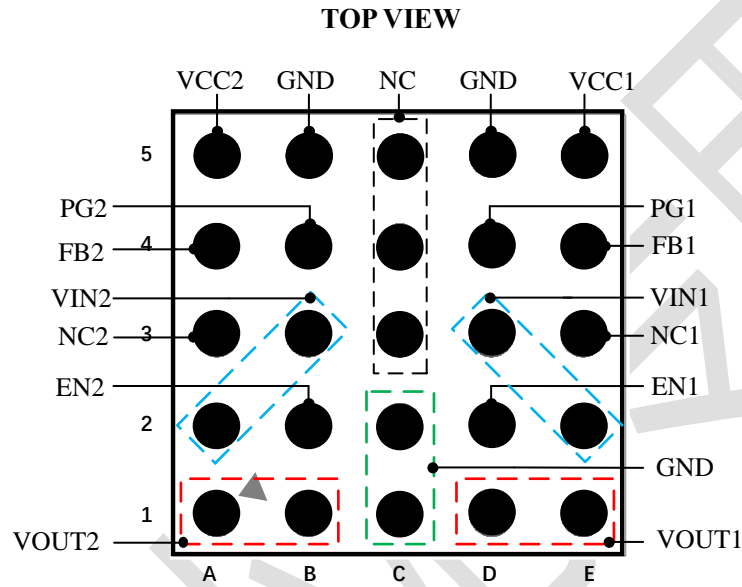 TOP VIEW
VCC2 GND NC GND VCC1
5
PG2 PG1
4
FB2 FB1
VIN2 VIN1
NC2 3 NC1
EN2 EN1
2
GND
1
VOUT2 VOUT1
A B C D E